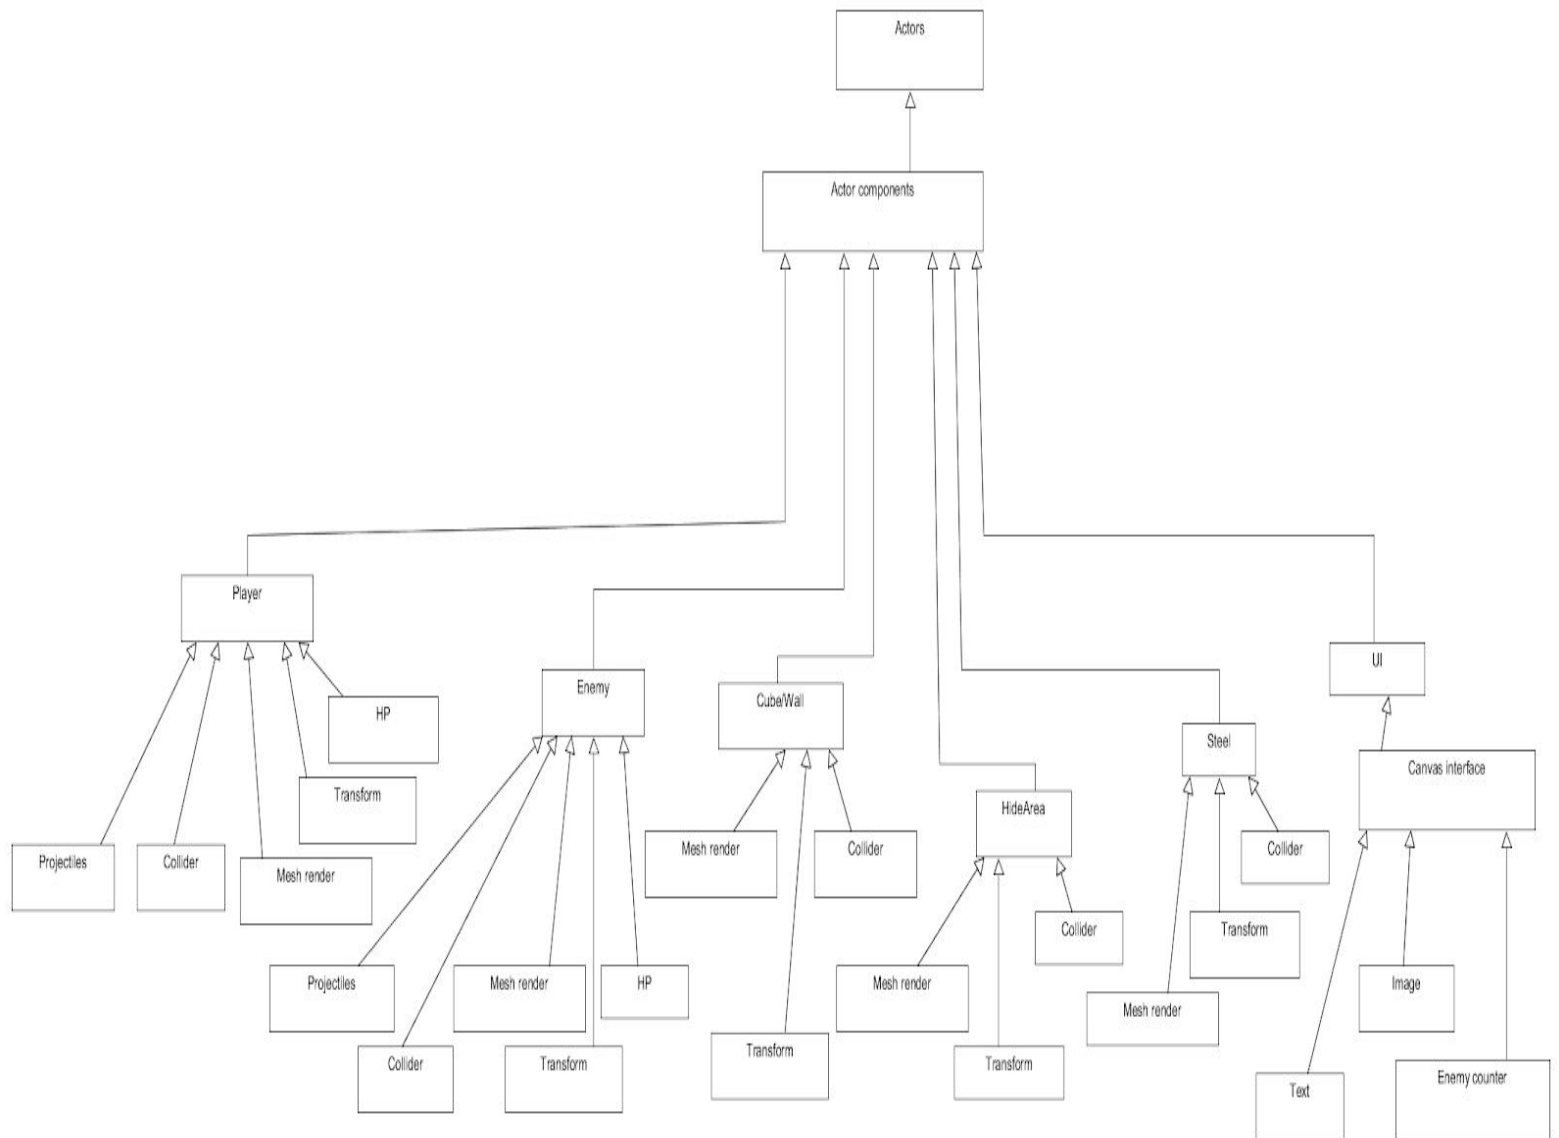 Actors
Actor components
Player
HP
Transform
Projectiles
Collider
Mesh render
Enemy
Projectiles
Mesh render
HP
Collider
Transform
Cube/Wall
Mesh render
Collider
Transform
HideArea
Collider
Mesh render
Transform
Steel
Collider
Transform
Mesh render
UI
Canvas interface
Image
Text
Enemy counter